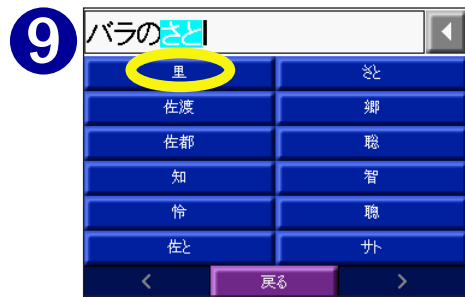 9
バラのさと
里 さと
佐渡 郷
佐都 聡
知 智
怜 聰
佐と サト
< 戻る >